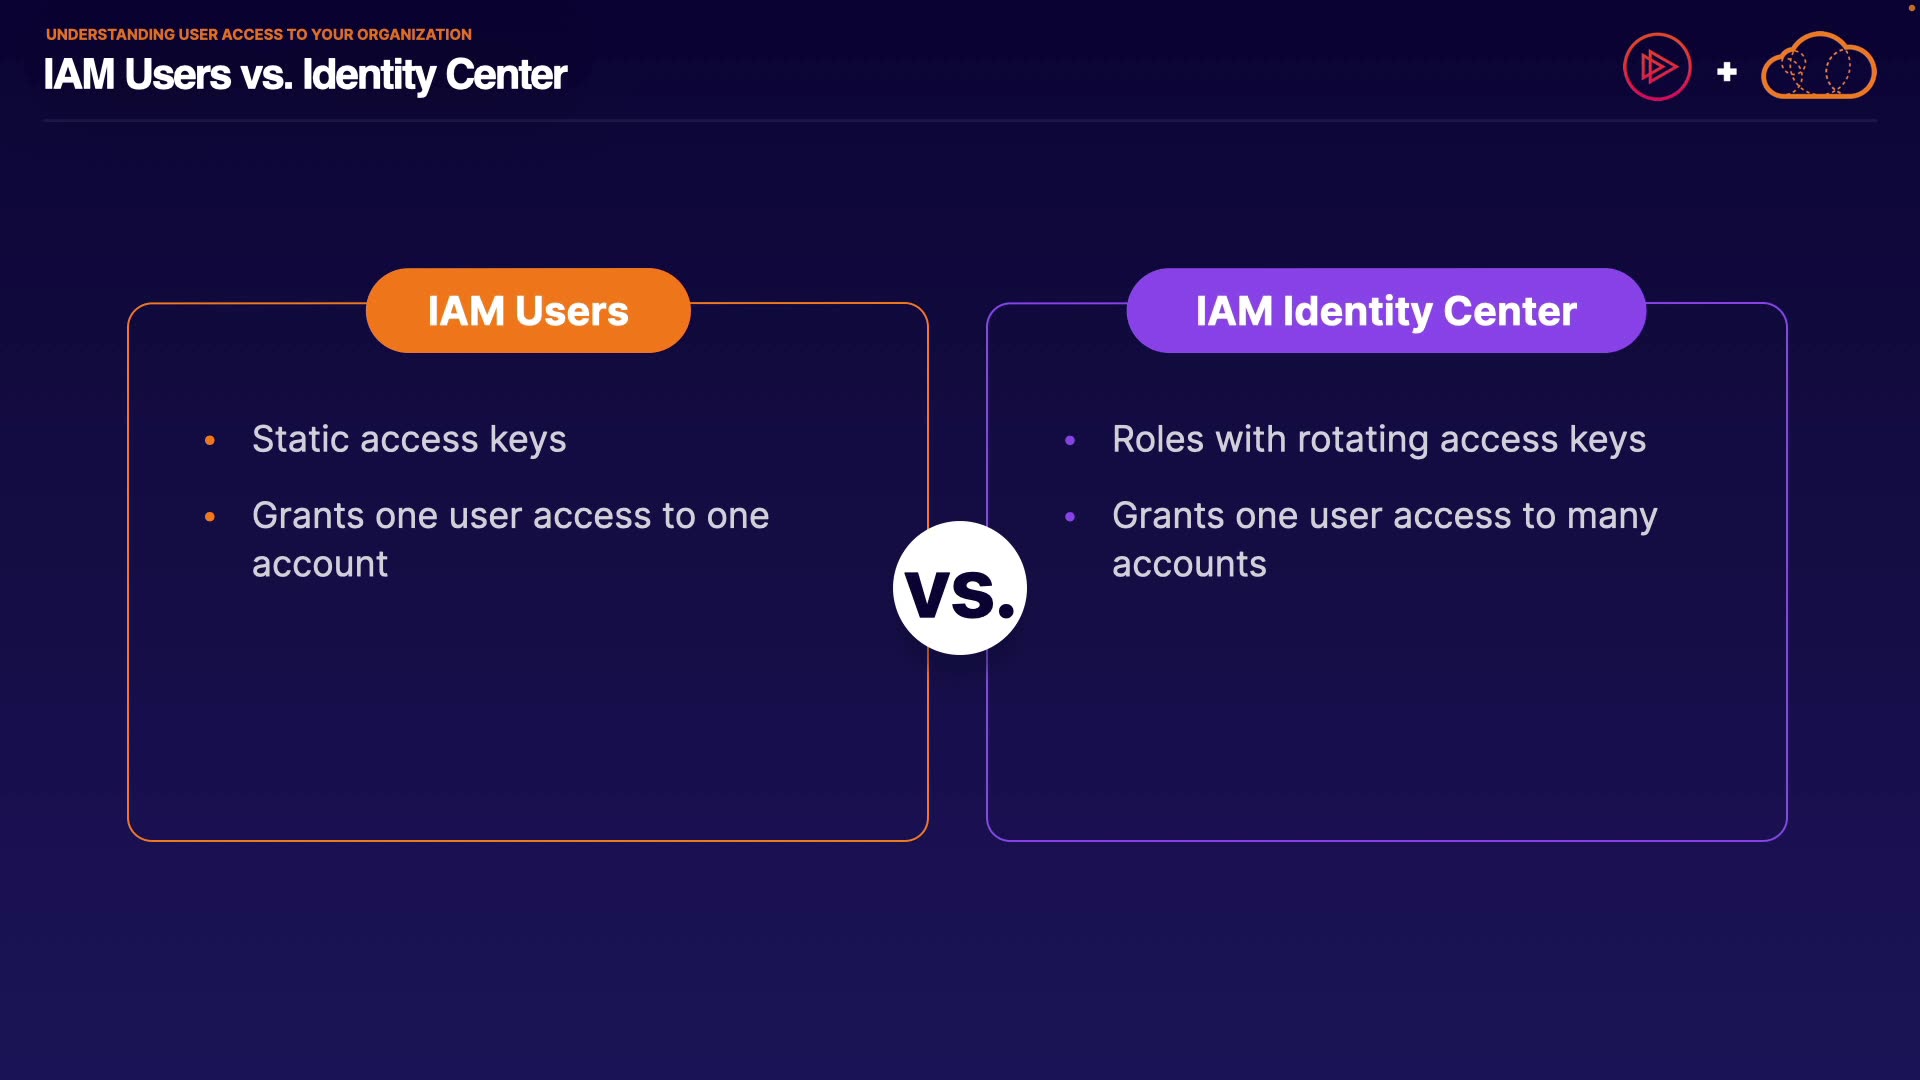 UNDERSTANDING USER ACCESS TO YOUR ORGANIZATION
IAM Users vs. Identity Center
IAM Users
• Static access keys
• Grants one user access to one
account
vs.
IAM Identity Center
• Roles with rotating access keys
• Grants one user access to many
accounts